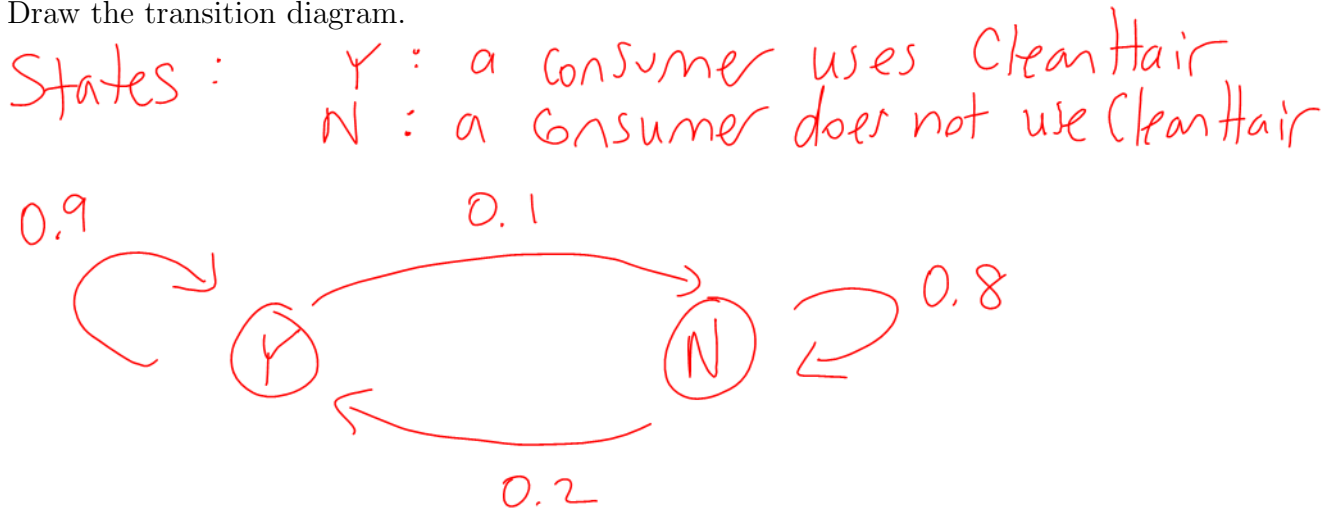 Draw the transition diagram.
States : Y : a consumer uses CleanHair
N : a consumer does not use CleanHair
0.9 0.1
0.8
Y N
0.2